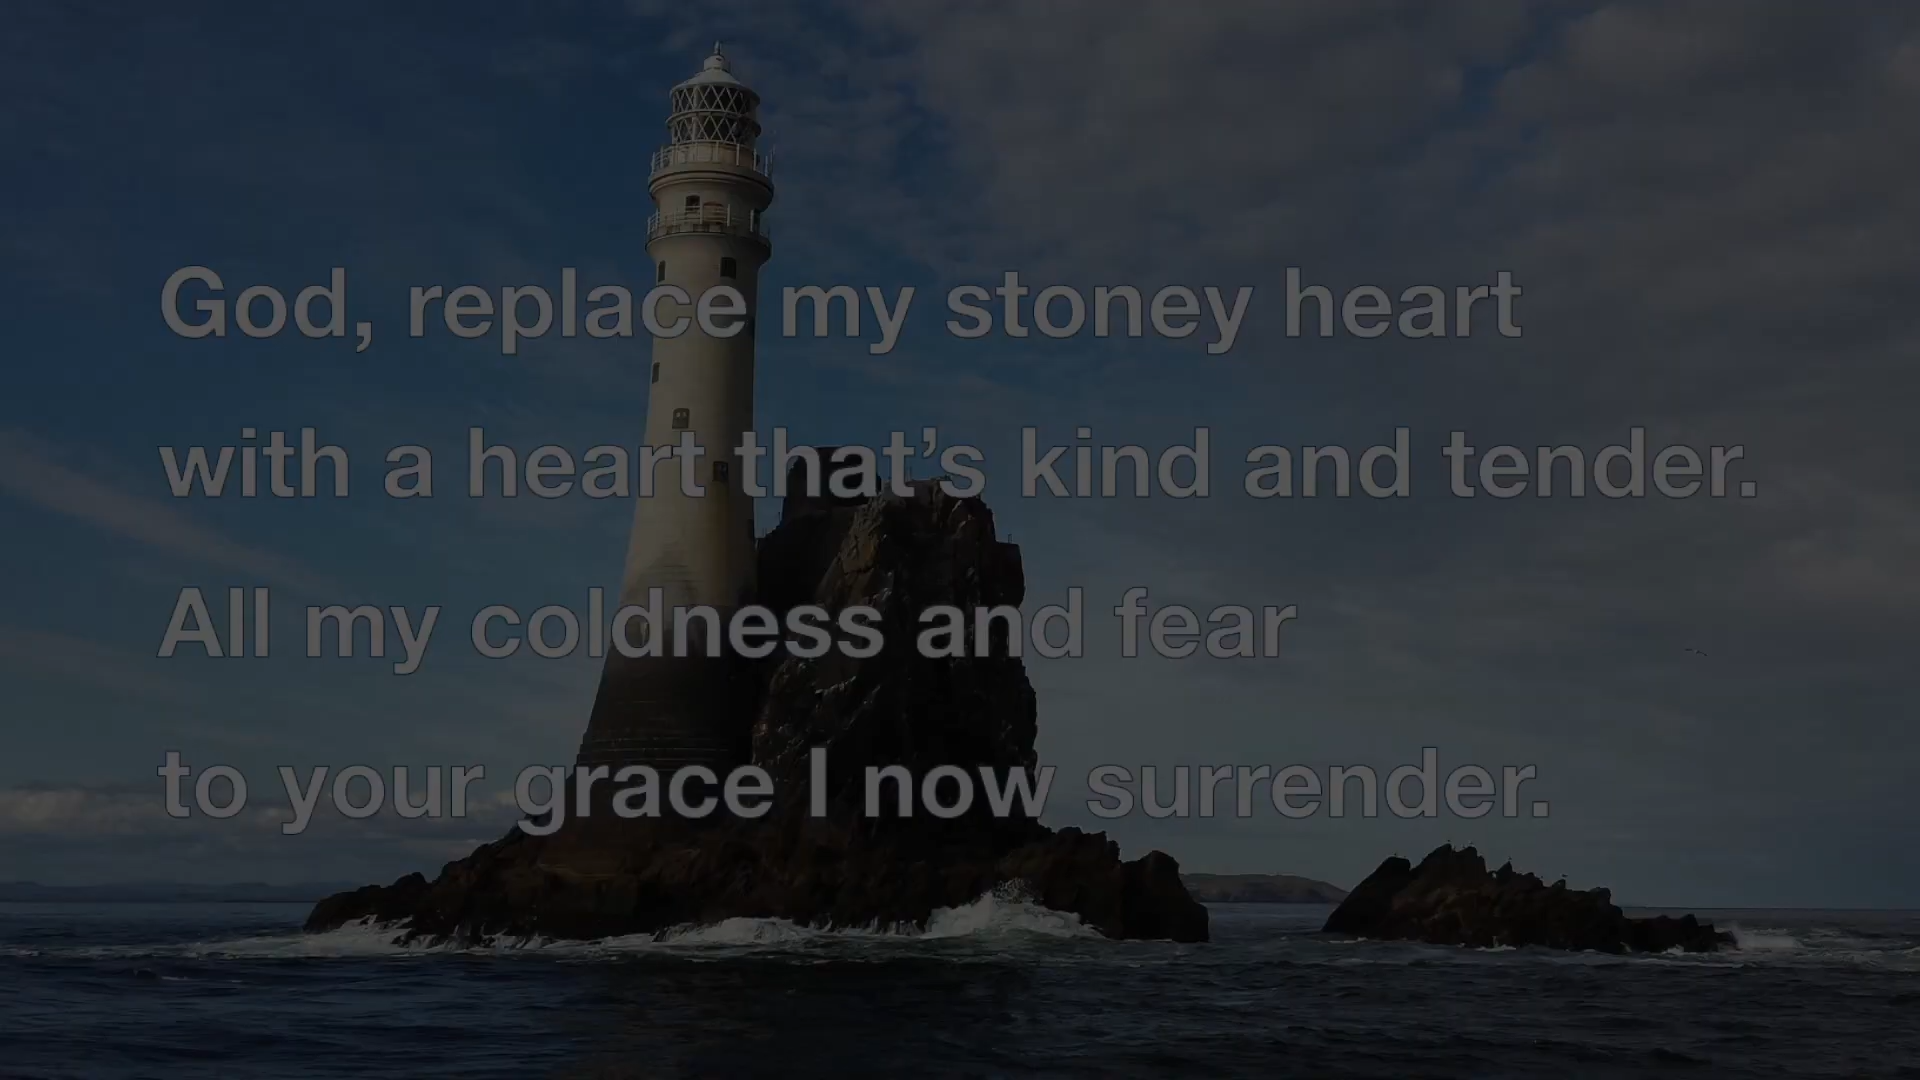 God, replace my stoney heart
with a heart that’s kind and tender.
All my coldness and fear
to your grace I now surrender.